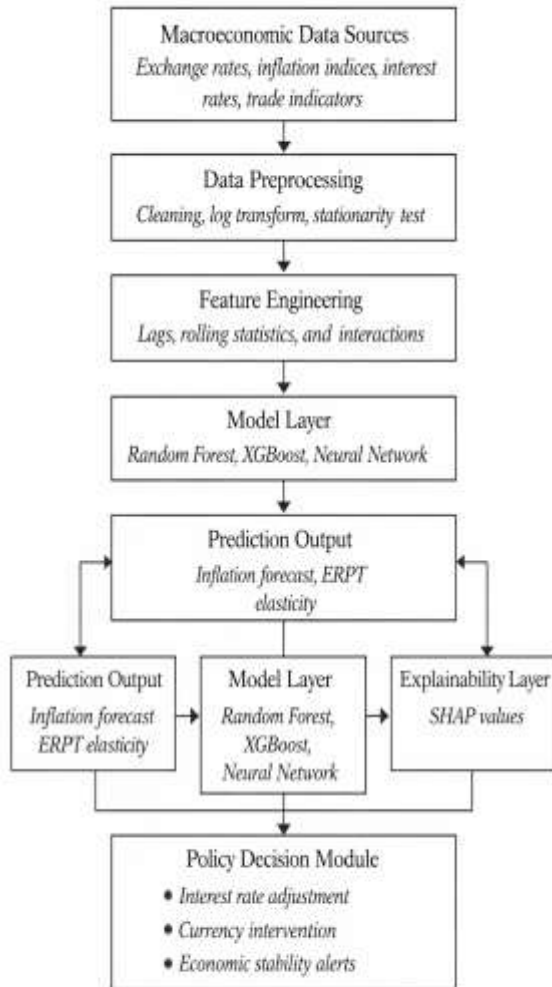 Macroeconomic Data Sources
Exchange rates, inflation indices, interest
rates, trade indicators
Data Preprocessing
Cleaning, log transform, stationarity test
Feature Engineering
Lags, rolling statistics, and interactions
Model Layer
Random Forest, XGBoost, Neural Network
Prediction Output
Inflation forecast, ERPT
elasticity
Prediction Output
Inflation forecast
ERPT elasticity
Model Layer
Random Forest,
XGBoost,
Neural Network
Explainability Layer
SHAP values
Policy Decision Module
• Interest rate adjustment
• Currency intervention
• Economic stability alerts